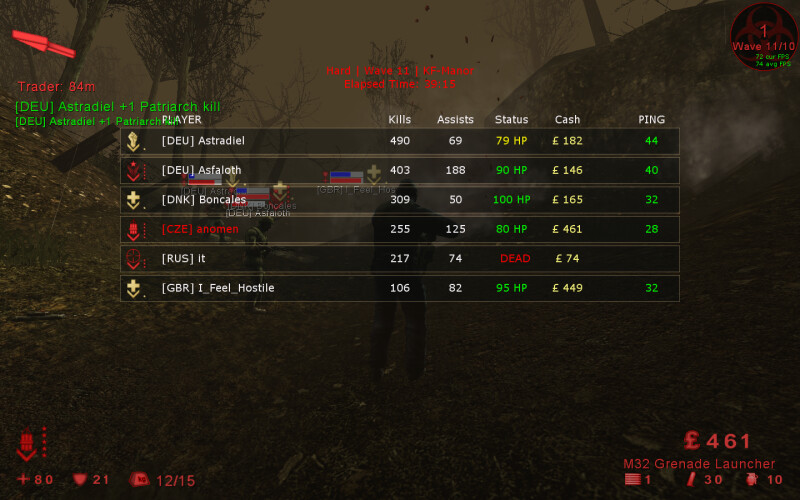 1
Wave 11/10
72 cur FPS
74 avg FPS
- Hard | Wave 11 | KF-Manor
Elapsed Time: 39:15
Trader: 84m
[DEU] Astradiel +1 Patriarch kill
[DEU] Astradiel +1 Patriarch kill
PLAYER Kills Assists Status Cash PING
[DEU] Astradiel 490 69 79 HP £ 182 44
[DEU] Asfaloth 403 188 90 HP £ 146 40
[GBR] I_Feel_Hos
[DNK] Boncales 309 50 100 HP £ 165 32
[DEU] Asfaloth
[CZE] anomen 255 125 80 HP £ 461 28
[RUS] it 217 74 DEAD £ 74
[GBR] I_Feel_Hostile 106 82 95 HP £ 449 32
£ 461
M32 Grenade Launcher
80 21 12/15 1 30 10